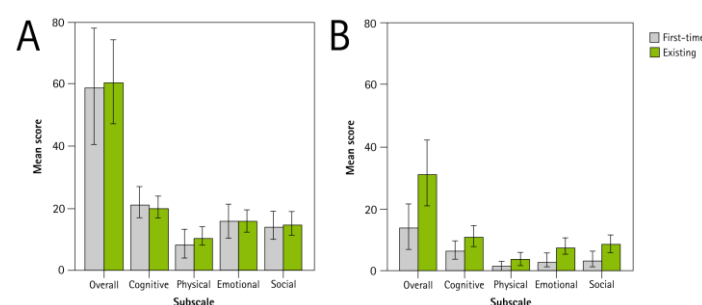 A
Mean score
80
60
40
20
0
Overall Cognitive Physical Emotional Social
Subscale
B
Mean score
80
60
40
20
0
Overall Cognitive Physical Emotional Social
Subscale
First-time
Existing